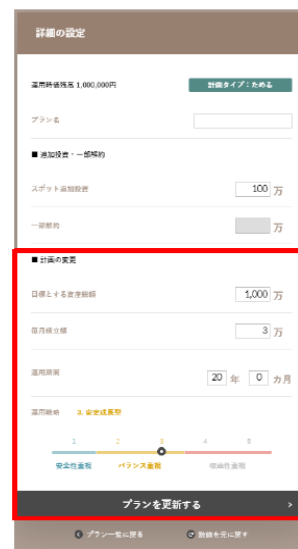 詳細の設定
運用時価残高 1,000,000円
計画タイプ：ためる
プラン名
■ 追加投資・一部解約
スポット追加投資 100 万
一部解約 万
■ 計画の変更
目標とする資産総額 1,000 万
毎月積立額 3 万
運用期間 20 年 0 カ月
運用戦略 3. 安定成長型
1 2 3 4 5
安全性重視 バランス重視 収益性重視
プランを更新する ›
プラン一覧に戻る 数値を元に戻す